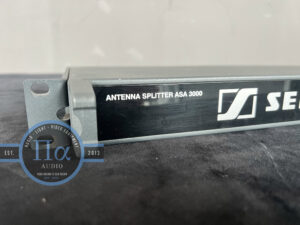 ANTENNA SPLITTER ASA 3000
SE
EST.
2013
Πα
AUDIO